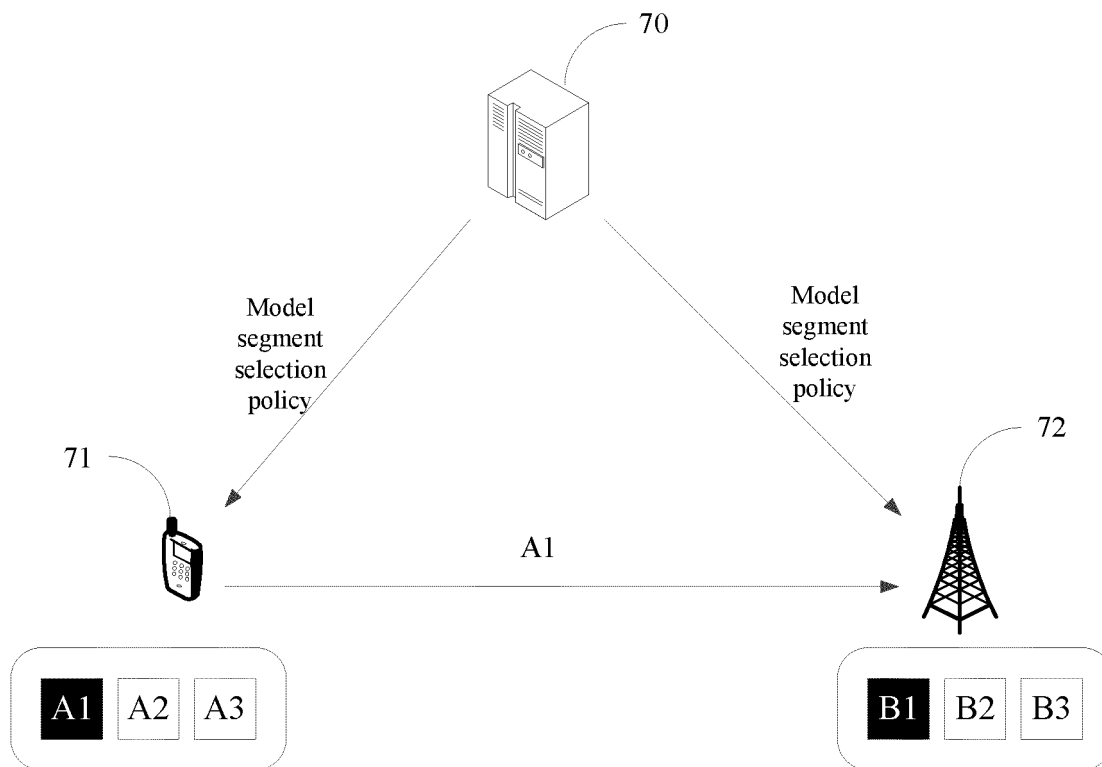 70
Model
segment
selection
policy
Model
segment
selection
policy
71
72
A1
A1 A2 A3
B1 B2 B3